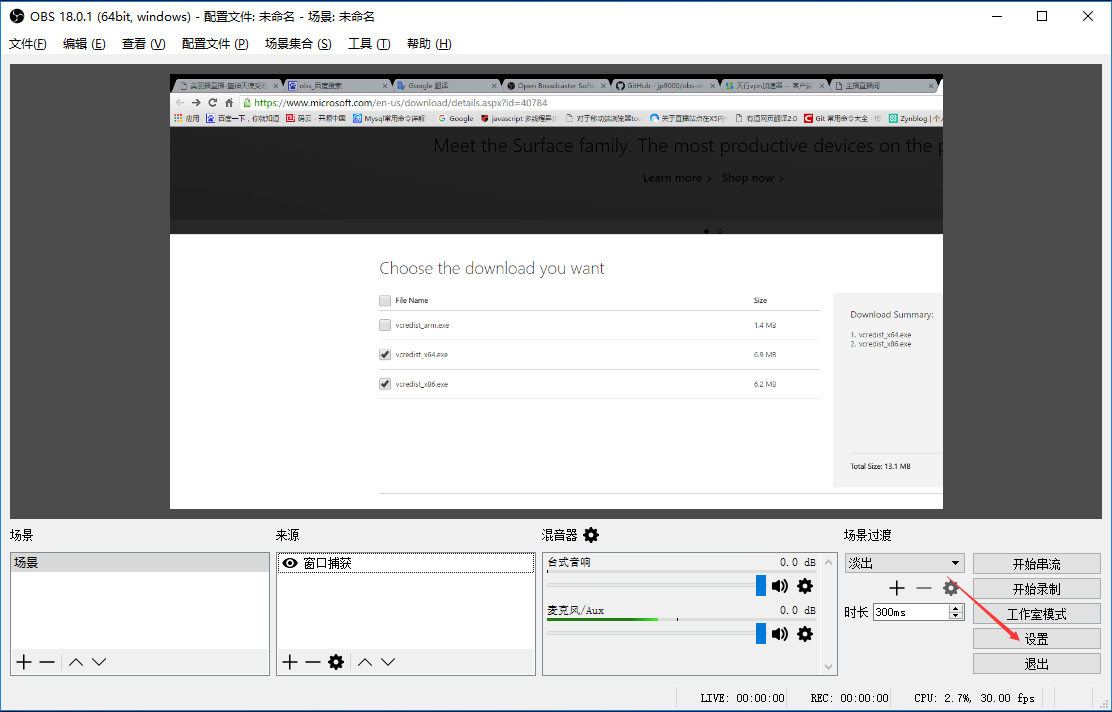 OBS 18.0.1 (64bit, windows) - 配置文件: 未命名 - 场景: 未命名
文件(F) 编辑 (E) 查看 (V) 配置文件 (P) 场景集合 (S) 工具 (T) 帮助 (H)
obs_百度搜索 Google 翻译 Open Broadcaster Softw GitHub - jp9000/obs-st 天行vpn加速器 -- 客户端 主播直播间
https://www.microsoft.com/en-us/download/details.aspx?id=40784
应用 百度一下，你就知道 码云 - 开源中国 Mysql常用命令详解 Google javascript 多线程异步 对于移动端浏览器tou 关于直播站点在X5内 有道网页翻译2.0 Git 常用命令大全 - Zynblog | 个人
Meet the Surface family. The most productive devices on the p
Learn more › Shop now ›
Choose the download you want
File Name Size
vcredist_arm.exe 1.4 MB
vcredist_x64.exe 6.9 MB
vcredist_x86.exe 6.2 MB
Download Summary:
1. vcredist_x64.exe
2. vcredist_x86.exe
Total Size: 13.1 MB
场景 来源 混音器 场景过渡
场景
窗口捕获
台式音响 0.0 dB
麦克风/Aux 0.0 dB
淡出
时长 300ms
开始串流
开始录制
工作室模式
设置
退出
LIVE: 00:00:00 REC: 00:00:00 CPU: 2.7%, 30.00 fps